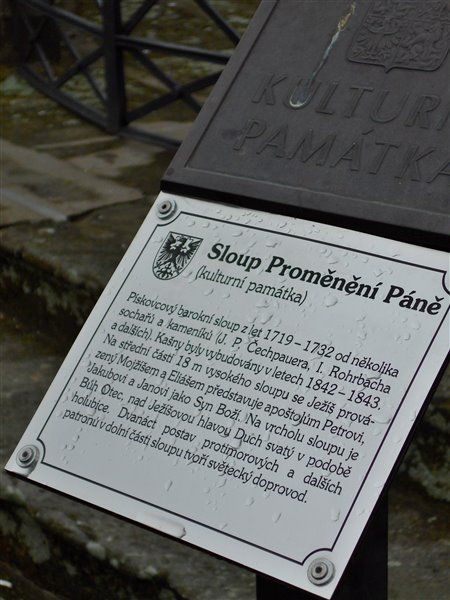 KULTURN
PAMÁTKA
Sloup Proměnění Páně
(kulturní památka)
Pískovcový barokní sloup z let 1719 – 1732 od několika
sochařů a kameníků (J. P. Čechpauera, I. Rohrbacha
a dalších). Kašny byly vybudovány v letech 1842 – 1843.
Na střední části 18 m vysokého sloupu se Ježíš prová-
zený Mojžíšem a Eliášem představuje apoštolům Petrovi,
Jakubovi a Janovi jako Syn Boží. Na vrcholu sloupu je
Bůh Otec, nad Ježíšovou hlavou Duch svatý v podobě
holubice. Dvanáct postav protimorových a dalších
patronů v dolní části sloupu tvoří světecký doprovod.